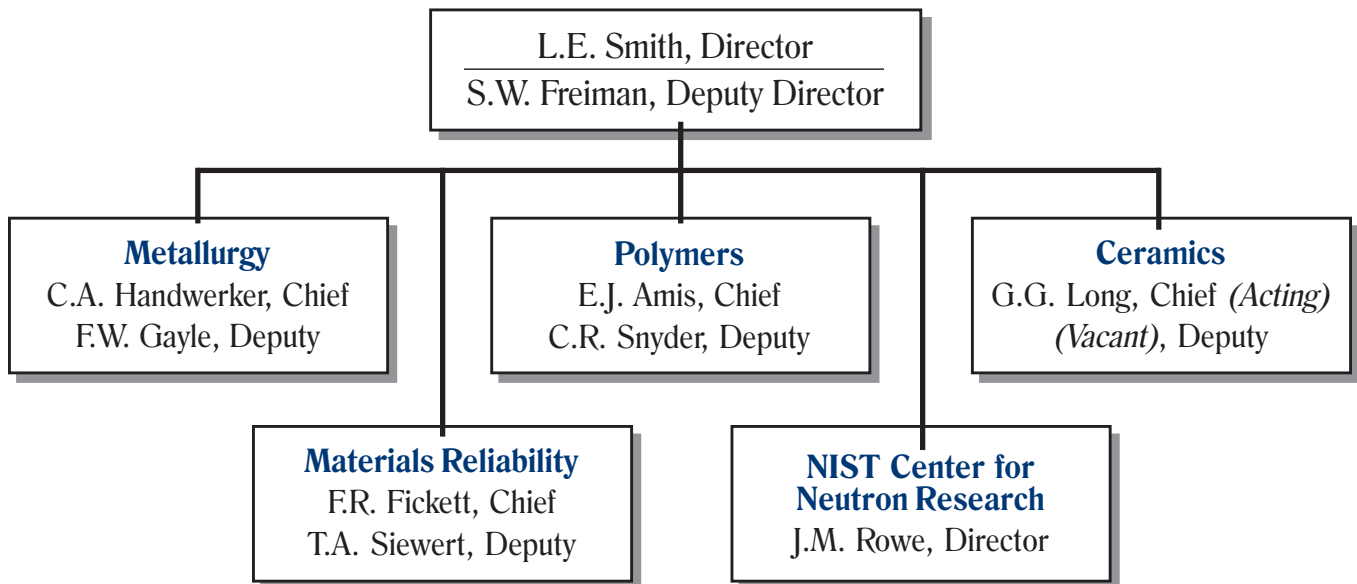 L.E. Smith, Director
S.W. Freiman, Deputy Director
Metallurgy
C.A. Handwerker, Chief
F.W. Gayle, Deputy
Polymers
E.J. Amis, Chief
C.R. Snyder, Deputy
Ceramics
G.G. Long, Chief (Acting)
(Vacant), Deputy
Materials Reliability
F.R. Fickett, Chief
T.A. Siewert, Deputy
NIST Center for
Neutron Research
J.M. Rowe, Director